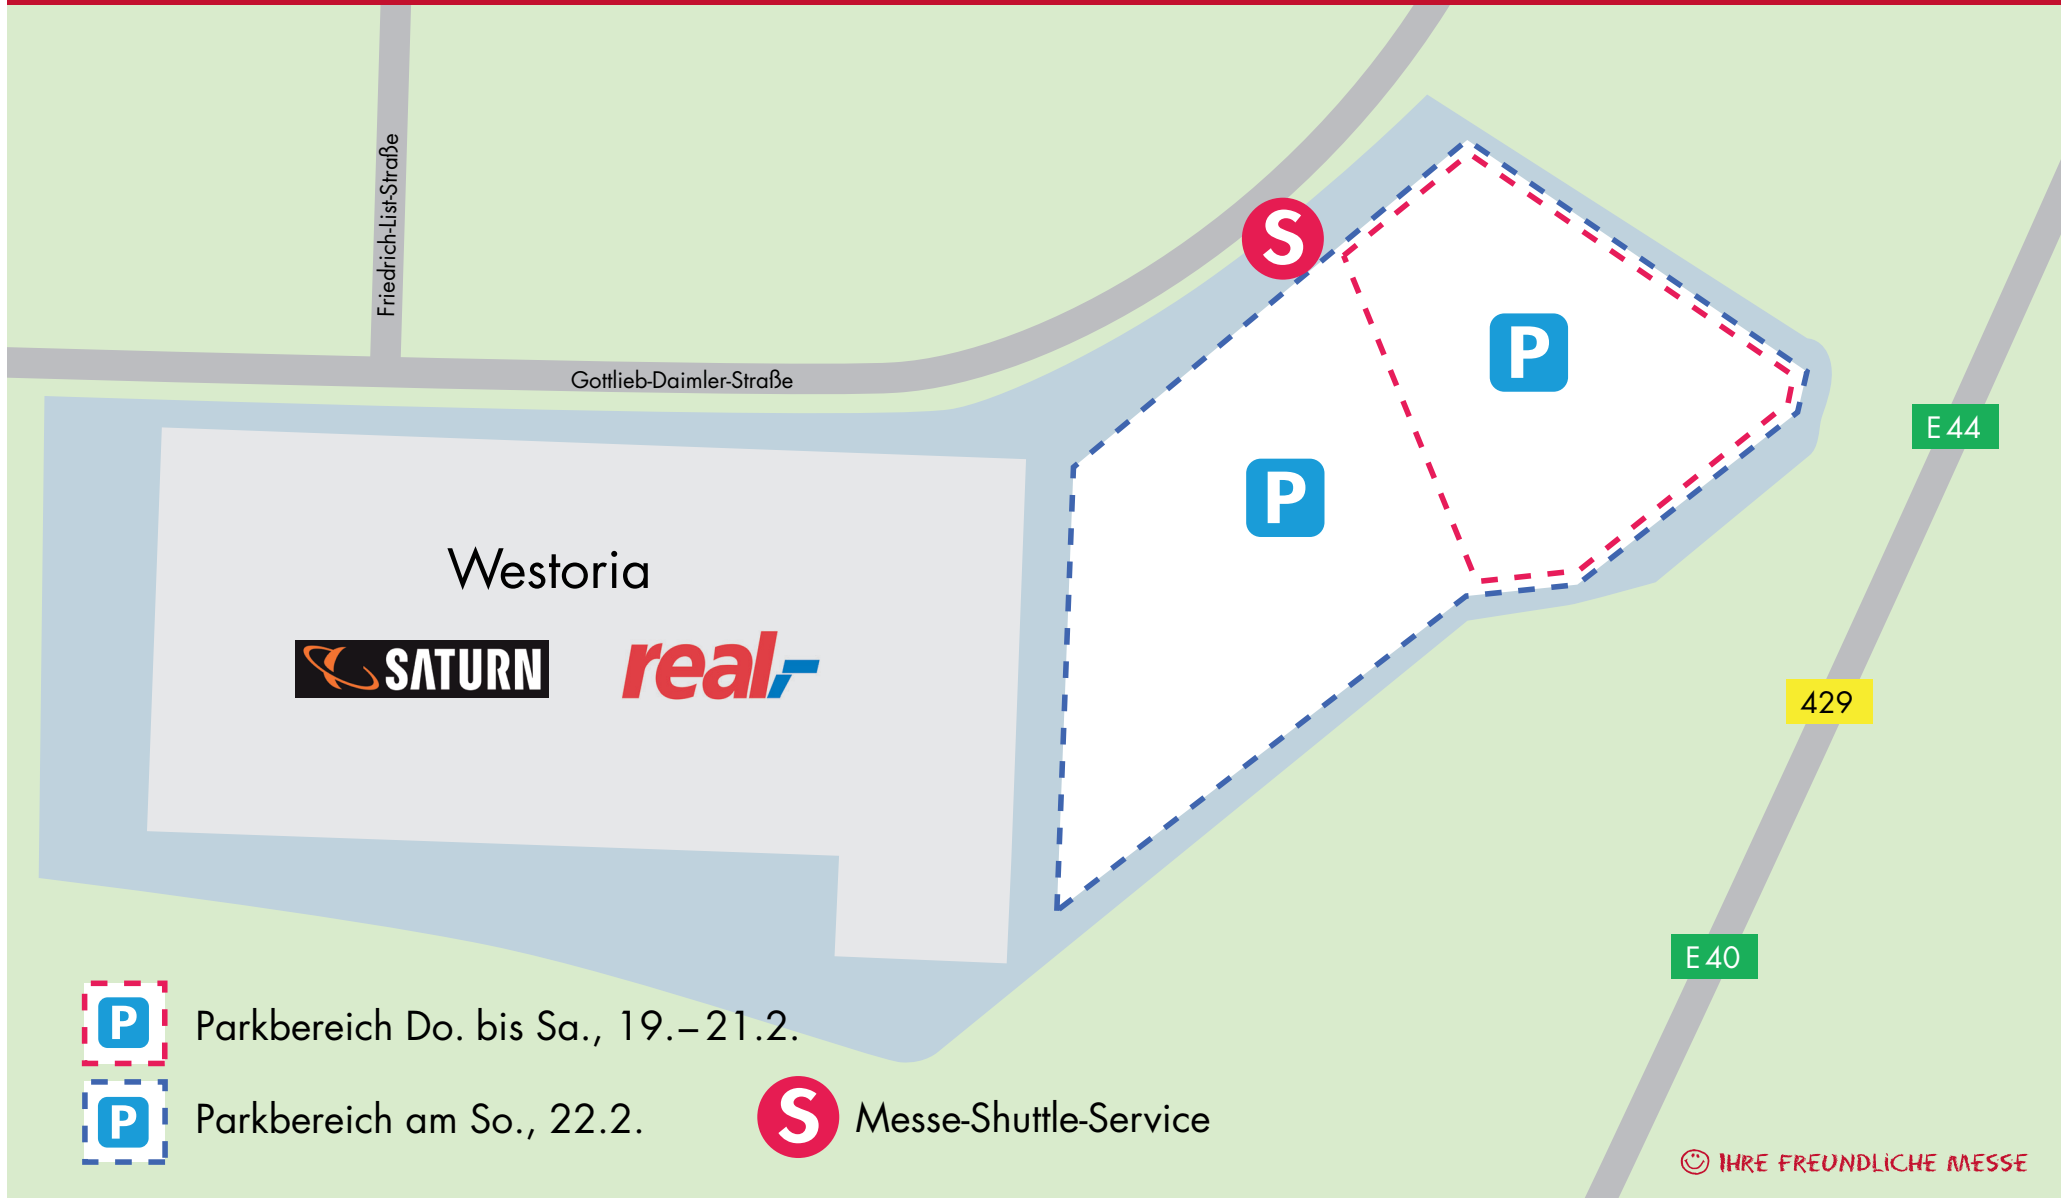 Friedrich-List-Straße
Gottlieb-Daimler-Straße
S
P
P
E 44
Westoria
SATURN
real,-
429
E 40
P Parkbereich Do. bis Sa., 19.–21.2.
P Parkbereich am So., 22.2.
S Messe-Shuttle-Service
IHRE FREUNDLiCHE MESSE